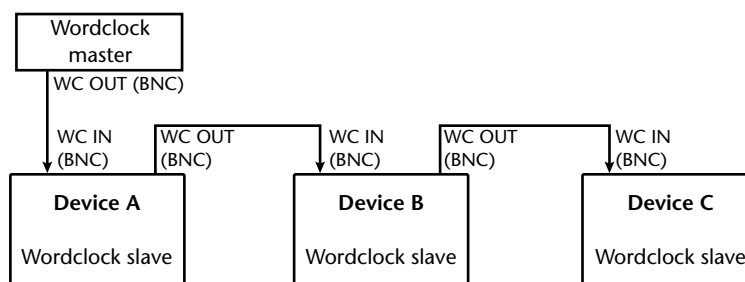 Wordclock
master
WC OUT (BNC)
WC IN
(BNC)
WC OUT
(BNC)
WC IN
(BNC)
WC OUT
(BNC)
WC IN
(BNC)
Device A
Wordclock slave
Device B
Wordclock slave
Device C
Wordclock slave